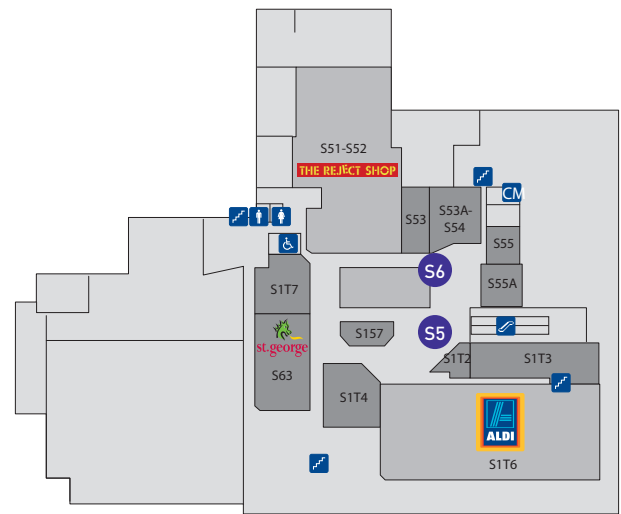 S51-S52
THE REJECT SHOP
CM
S53
S53A-
S54
S55
S6
S55A
S1T7
S157
S5
st.george
S63
S1T2
S1T3
S1T4
ALDI
S1T6